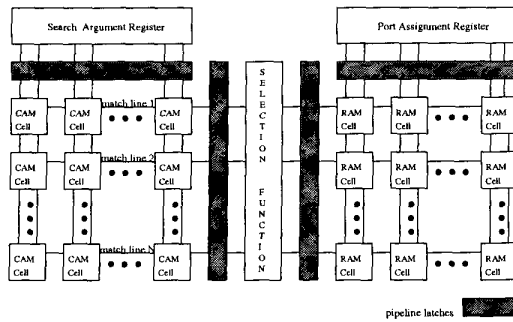 Search Argument Register
Port Assignment Register
SELECTION FUNCTION
match line 1
CAM Cell
CAM Cell
CAM Cell
RAM Cell
RAM Cell
RAM Cell
match line 2
CAM Cell
CAM Cell
CAM Cell
RAM Cell
RAM Cell
RAM Cell
match line N
CAM Cell
CAM Cell
CAM Cell
RAM Cell
RAM Cell
RAM Cell
pipeline latches